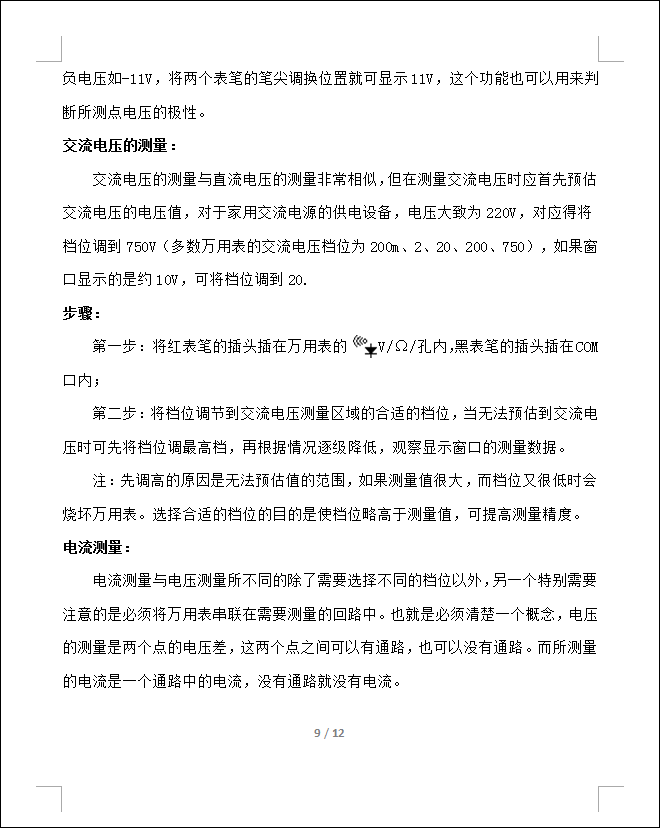 负电压如-11V，将两个表笔的笔尖调换位置就可显示11V，这个功能也可以用来判
断所测点电压的极性。
交流电压的测量：
交流电压的测量与直流电压的测量非常相似，但在测量交流电压时应首先预估
交流电压的电压值，对于家用交流电源的供电设备，电压大致为220V，对应得将
档位调到750V（多数万用表的交流电压档位为200m、2、20、200、750），如果窗
口显示的是约10V，可将档位调到20.
步骤：
第一步：将红表笔的插头插在万用表的 V/Ω/孔内，黑表笔的插头插在COM
口内；
第二步：将档位调节到交流电压测量区域的合适的档位，当无法预估到交流电
压时可先将档位调最高档，再根据情况逐级降低，观察显示窗口的测量数据。
注：先调高的原因是无法预估值的范围，如果测量值很大，而档位又很低时会
烧坏万用表。选择合适的档位的目的是使档位略高于测量值，可提高测量精度。
电流测量：
电流测量与电压测量所不同的除了需要选择不同的档位以外，另一个特别需要
注意的是必须将万用表串联在需要测量的回路中。也就是必须清楚一个概念，电压
的测量是两个点的电压差，这两个点之间可以有通路，也可以没有通路。而所测量
的电流是一个通路中的电流，没有通路就没有电流。
9 / 12